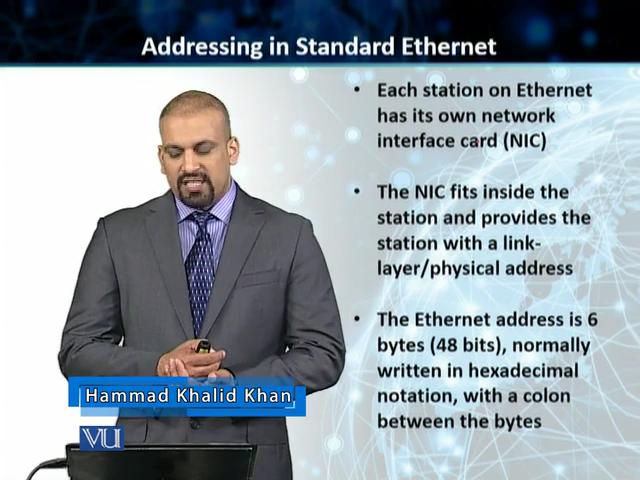 Addressing in Standard Ethernet
• Each station on Ethernet
has its own network
interface card (NIC)
• The NIC fits inside the
station and provides the
station with a link-
layer/physical address
• The Ethernet address is 6
bytes (48 bits), normally
written in hexadecimal
notation, with a colon
between the bytes
Hammad Khalid Khan
VU